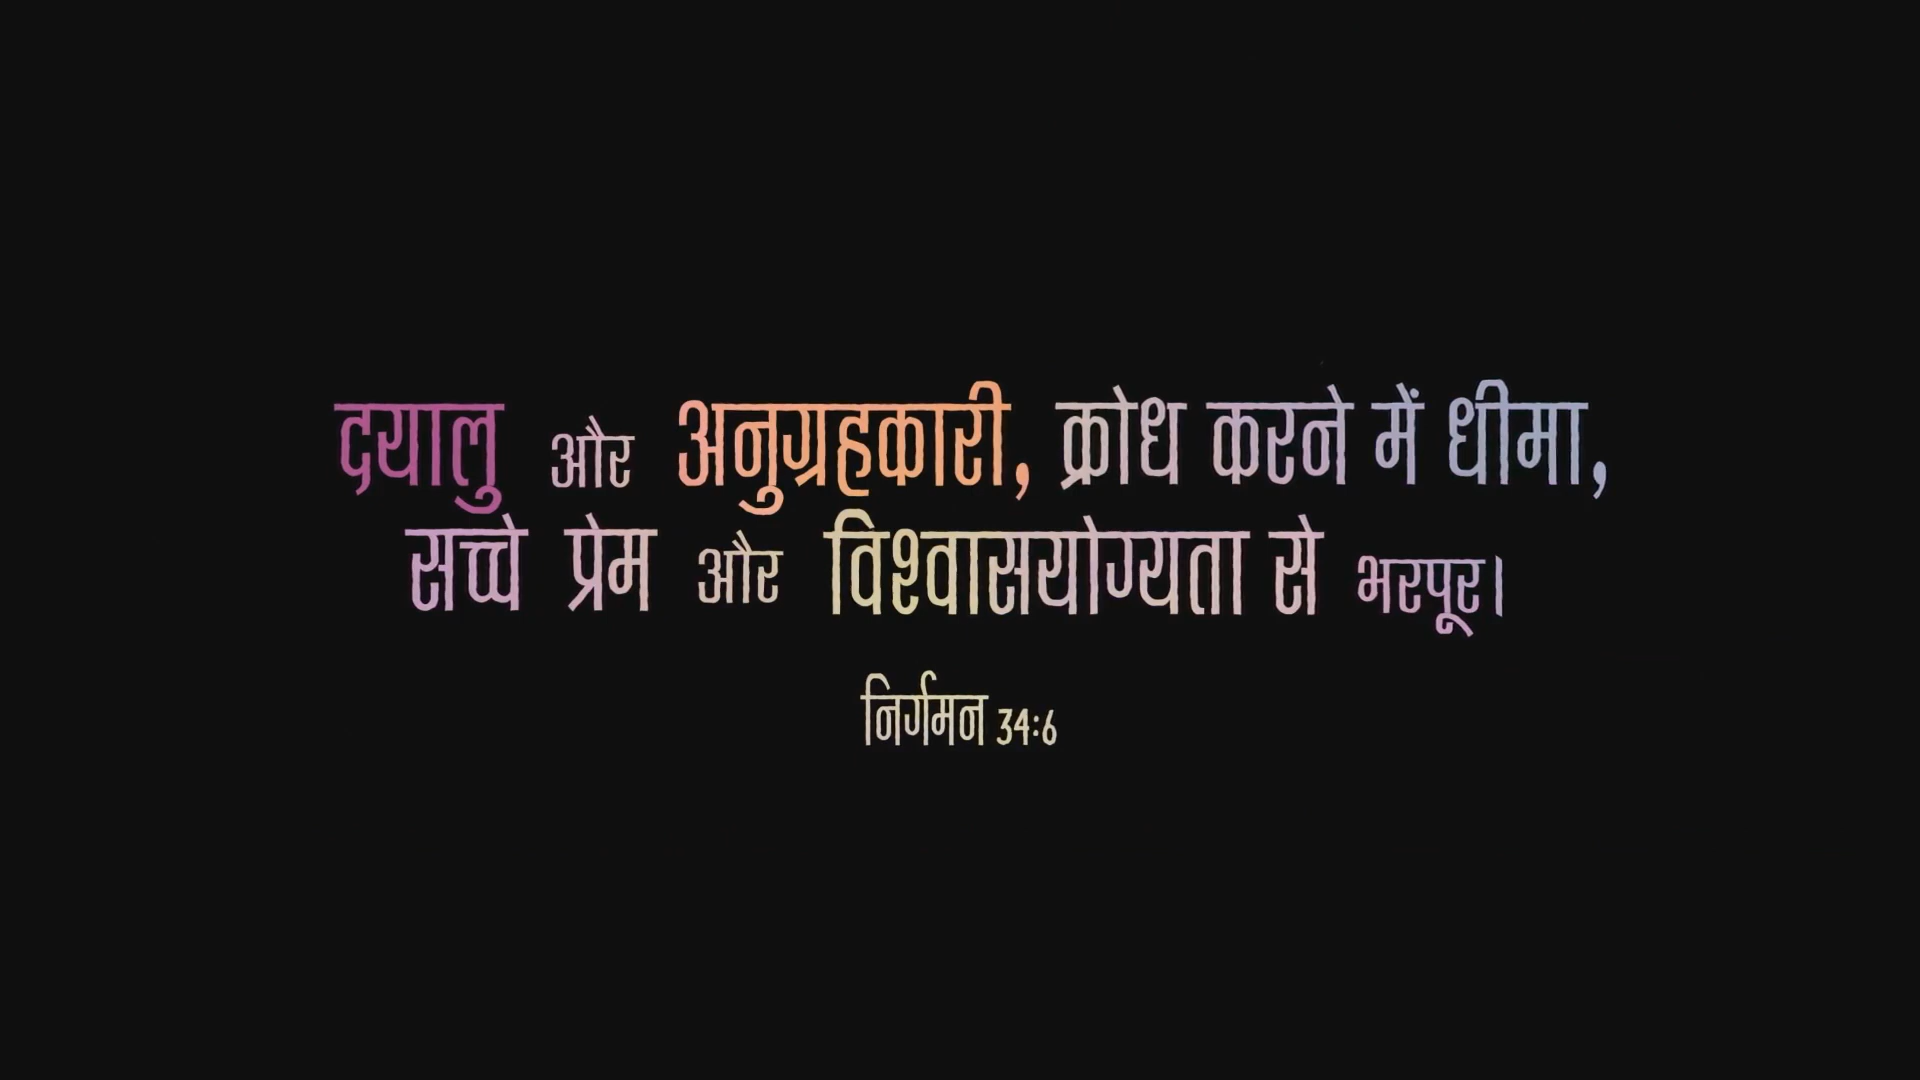 दयालु और अनुग्रहकारी, क्रोध करने में धीमा,
सच्चे प्रेम और विश्वासयोग्यता से भरपूर।
निर्गमन 34:6